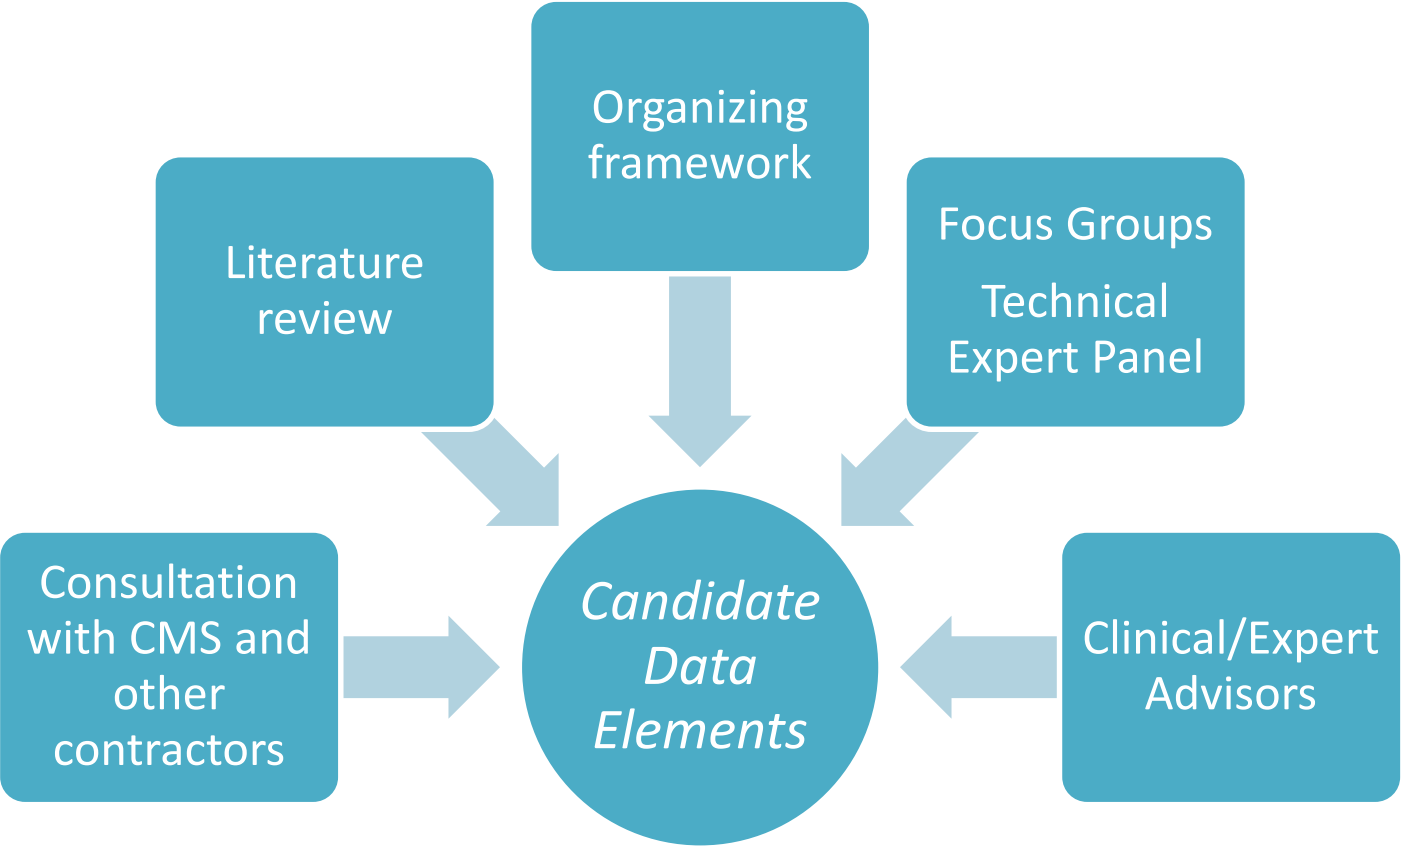 Organizing
framework
Literature
review
Focus Groups
Technical
Expert Panel
Consultation
with CMS and
other
contractors
Candidate
Data
Elements
Clinical/Expert
Advisors